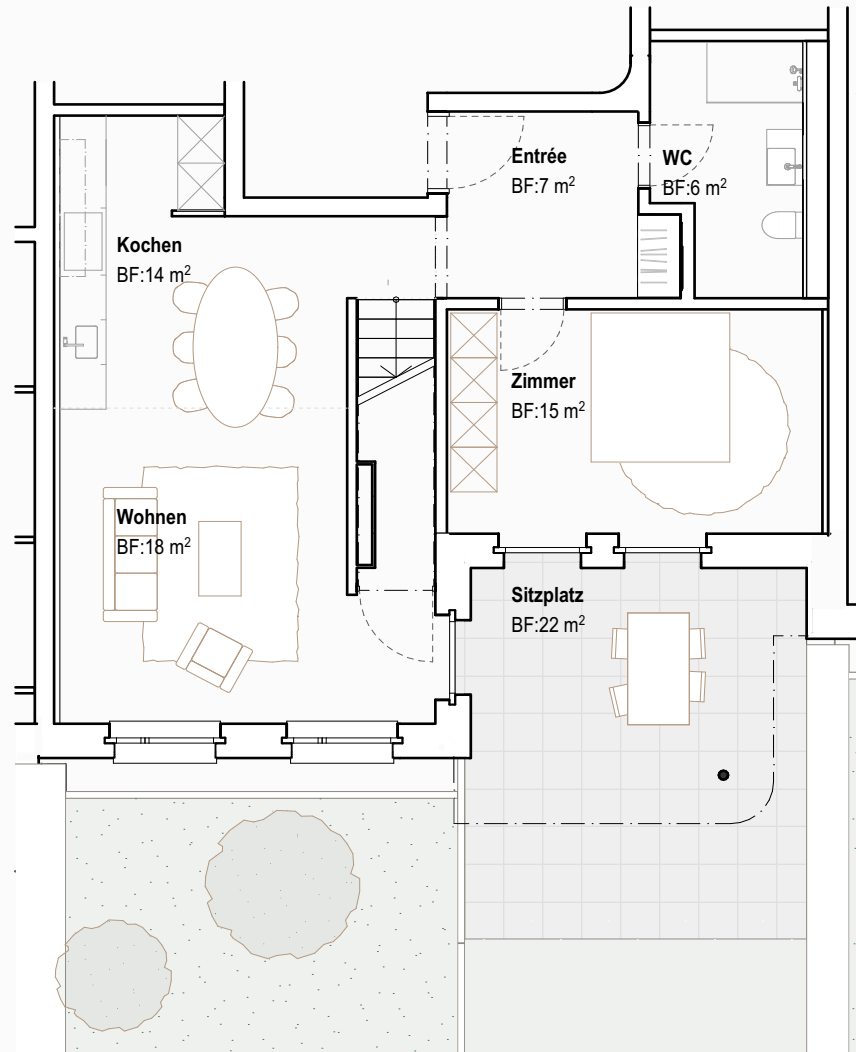 Entrée
BF:7 m²
WC
BF:6 m²
Kochen
BF:14 m²
Zimmer
BF:15 m²
Wohnen
BF:18 m²
Sitzplatz
BF:22 m²